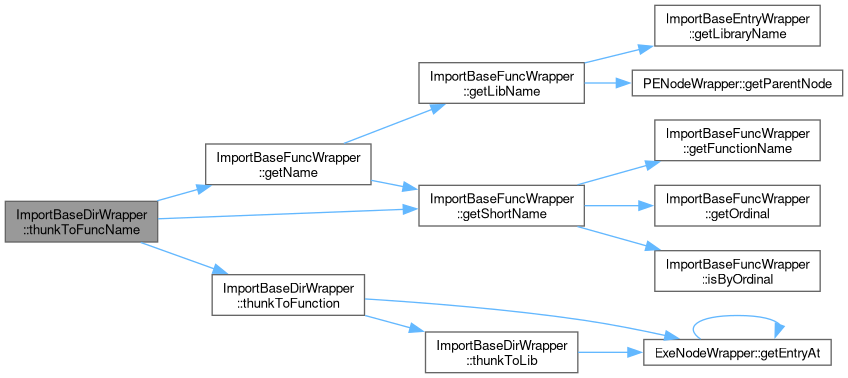 ImportBaseDirWrapper
::thunkToFuncName
ImportBaseFuncWrapper
::getName
ImportBaseFuncWrapper
::getLibName
ImportBaseEntryWrapper
::getLibraryName
PENodeWrapper::getParentNode
ImportBaseFuncWrapper
::getShortName
ImportBaseFuncWrapper
::getFunctionName
ImportBaseFuncWrapper
::getOrdinal
ImportBaseFuncWrapper
::isByOrdinal
ImportBaseDirWrapper
::thunkToFunction
ImportBaseDirWrapper
::thunkToLib
ExeNodeWrapper::getEntryAt